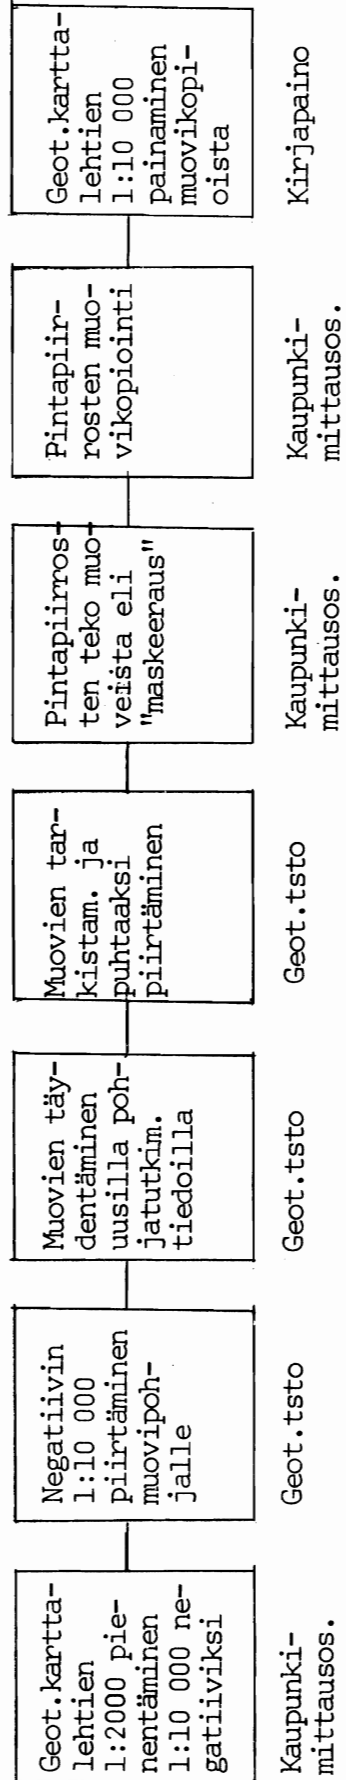 Geot.kartta-
lehtien
1:2000 pie-
nentäminen
1:10 000 ne-
gatiiviksi
Kaupunki-
mittausos.
Negatiivin
1:10 000
piirtäminen
muovipoh-
jalle
Geot.tsto
Muovien täy-
dentäminen
uusilla poh-
jatutkim.
tiedoilla
Geot.tsto
Muovien tar-
kistam. ja
puhtaaksi
piirtäminen
Geot.tsto
Pintapiirros-
ten teko muo-
veista eli
"maskeeraus"
Kaupunki-
mittausos.
Pintapiir-
rosten muo-
vikopiointi
Kaupunki-
mittausos.
Geot.kartta-
lehtien
1:10 000
painaminen
muovikopi-
oista
Kirjapaino